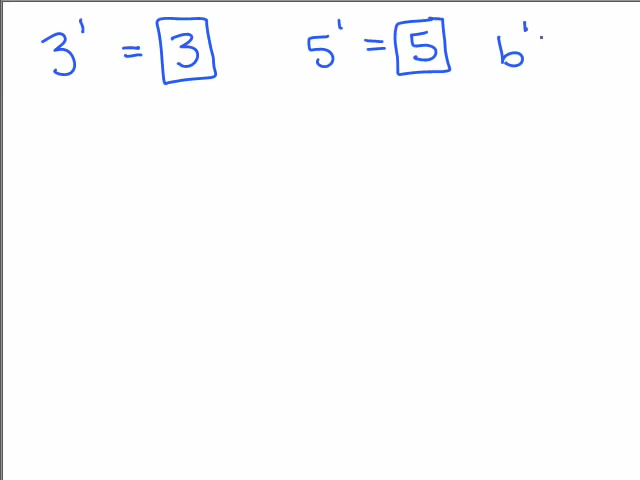 3¹ = 3 5¹ = 5 b¹